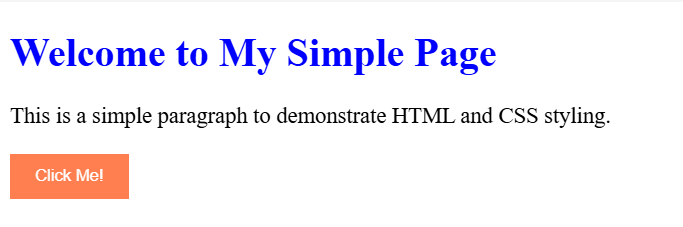 Welcome to My Simple Page
This is a simple paragraph to demonstrate HTML and CSS styling.
Click Me!